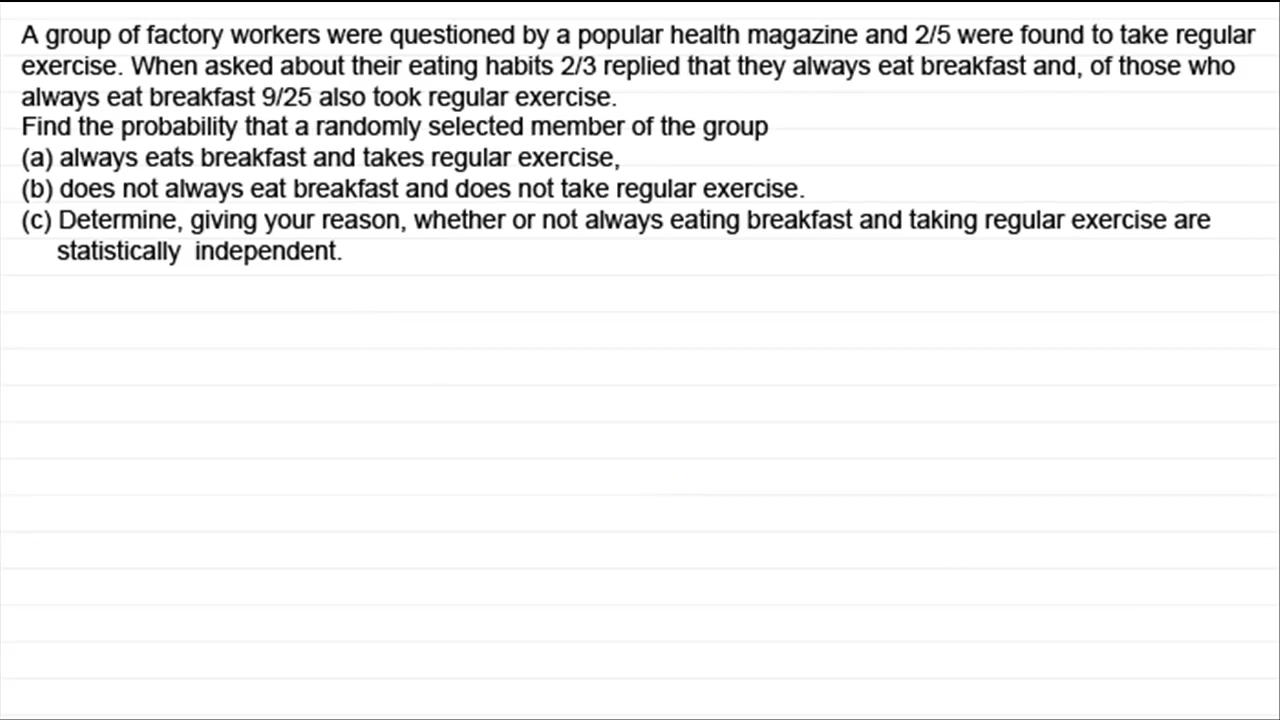 A group of factory workers were questioned by a popular health magazine and 2/5 were found to take regular
exercise. When asked about their eating habits 2/3 replied that they always eat breakfast and, of those who
always eat breakfast 9/25 also took regular exercise.
Find the probability that a randomly selected member of the group
(a) always eats breakfast and takes regular exercise,
(b) does not always eat breakfast and does not take regular exercise.
(c) Determine, giving your reason, whether or not always eating breakfast and taking regular exercise are
statistically independent.